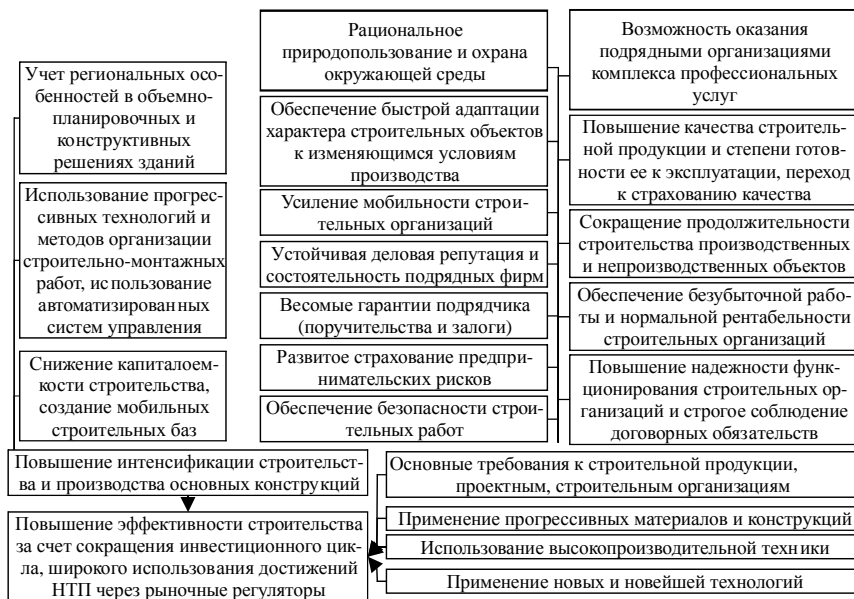 Учет региональных осо-
бенностей в объемно-
планировочных и
конструктивных
решениях зданий
Использование прогрес-
сивных технологий и
методов организации
строительно-монтажных
работ, использование
автоматизированных
систем управления
Снижение капиталоем-
кости строительства,
создание мобильных
строительных баз
Рациональное
природопользование и охрана
окружающей среды
Обеспечение быстрой адаптации
характера строительных объектов
к изменяющимся условиям
производства
Усиление мобильности строи-
тельных организаций
Устойчивая деловая репутация и
состоятельность подрядных фирм
Весомые гарантии подрядчика
(поручительства и залоги)
Развитое страхование предпри-
нимательских рисков
Обеспечение безопасности строи-
тельных работ
Возможность оказания
подрядными организациями
комплекса профессиональных
услуг
Повышение качества строитель-
ной продукции и степени готов-
ности ее к эксплуатации, переход
к страхованию качества
Сокращение продолжительности
строительства производственных
и непроизводственных объектов
Обеспечение безубыточной рабо-
ты и нормальной рентабельности
строительных организаций
Повышение надежности функ-
ционирования строительных ор-
ганизаций и строгое соблюдение
договорных обязательств
Повышение интенсификации строительст-
ва и производства основных конструкций
Повышение эффективности строительства
за счет сокращения инвестиционного цик-
ла, широкого использования достижений
НТП через рыночные регуляторы
Основные требования к строительной продукции,
проектным, строительным организациям
Применение прогрессивных материалов и конструкций
Использование высокопроизводительной техники
Применение новых и новейшей технологий